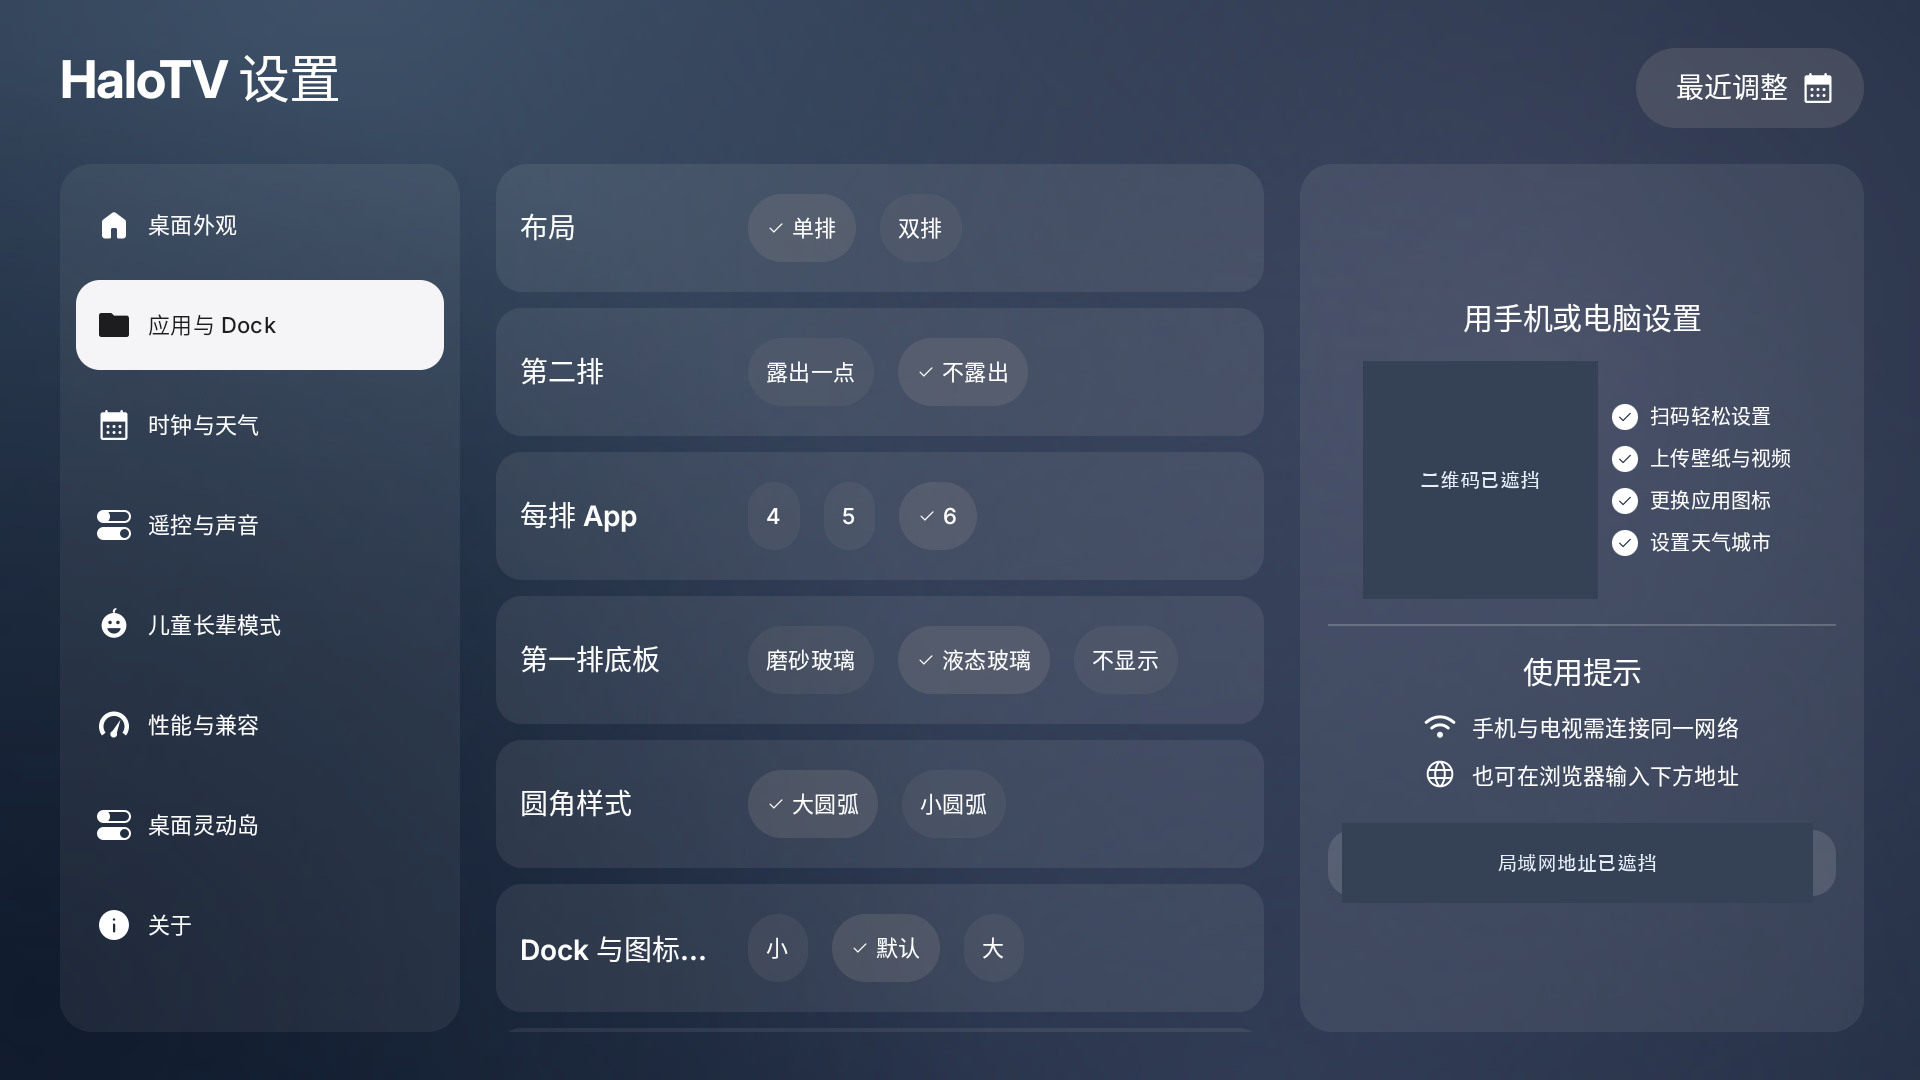 HaloTV 设置
最近调整
桌面外观
应用与 Dock
时钟与天气
遥控与声音
儿童长辈模式
性能与兼容
桌面灵动岛
关于
布局
单排
双排
第二排
露出一点
不露出
每排 App
4
5
6
第一排底板
磨砂玻璃
液态玻璃
不显示
圆角样式
大圆弧
小圆弧
Dock 与图标...
小
默认
大
用手机或电脑设置
二维码已遮挡
扫码轻松设置
上传壁纸与视频
更换应用图标
设置天气城市
使用提示
手机与电视需连接同一网络
也可在浏览器输入下方地址
局域网地址已遮挡